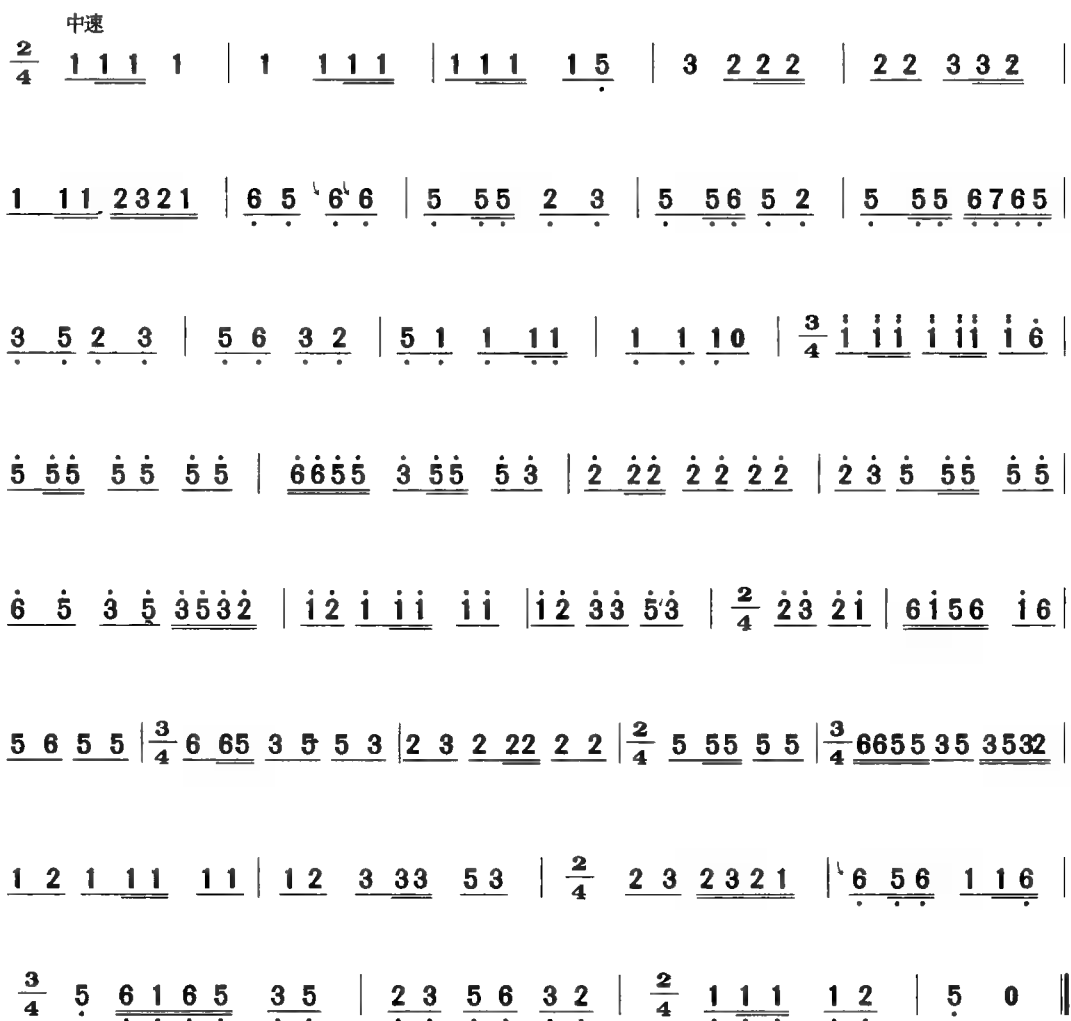 中速
2/4 1 1 1 1 | 1 1 1 1 | 1 1 1 1 5̣ | 3 2 2 2 | 2 2 3 3 2 |
1 1 1 2 3 2 1 | 6̣ 5̣ 6̣ 6̣ | 5̣ 5̣ 5̣ 2̣ 3̣ | 5̣ 5̣ 6̣ 5̣ 2̣ | 5̣ 5̣ 5̣ 6̣ 7̣ 6̣ 5̣ |
3̣ 5̣ 2̣ 3̣ | 5̣ 6̣ 3̣ 2̣ | 5̣ 1̣ 1̣ 1̣ 1̣ | 1̣ 1̣ 1̣ 0 | 3/4 1̇ 1̇ 1̇ 1̇ 1̇ 1̇ 1̇ 6̇ |
5̇ 5̇ 5̇ 5̇ 5̇ 5̇ 5̇ | 6̇ 6̇ 5̇ 5̇ 3̇ 5̇ 5̇ 5̇ 3̇ | 2̇ 2̇ 2̇ 2̇ 2̇ 2̇ 2̇ | 2̇ 3̇ 5̇ 5̇ 5̇ 5̇ 5̇ |
6̇ 5̇ 3̇ 5̇ 3̇ 5̇ 3̇ 2̇ | 1̇ 2̇ 1̇ 1̇ 1̇ 1̇ 1̇ | 1̇ 2̇ 3̇ 3̇ 5̇ 3̇ | 2/4 2̇ 3̇ 2̇ 1̇ | 6 1̇ 5 6 1̇ 6 |
5 6 5 5 | 3/4 6 6 5 3 5 5 3 | 2 3 2 2 2 2 2 | 2/4 5 5 5 5 5 | 3/4 6 6 5 5 3 5 3 5 3 2 |
1 2 1 1 1 1 1 | 1 2 3 3 3 5 3 | 2/4 2 3 2 3 2 1 | 6̣ 5̣ 6̣ 1 1 6̣ |
3/4 5̣ 6̣ 1̣ 6̣ 5̣ 3̣ 5̣ | 2̣ 3̣ 5̣ 6̣ 3̣ 2̣ | 2/4 1̣ 1̣ 1̣ 1̣ 2̣ | 5̣ 0 ‖